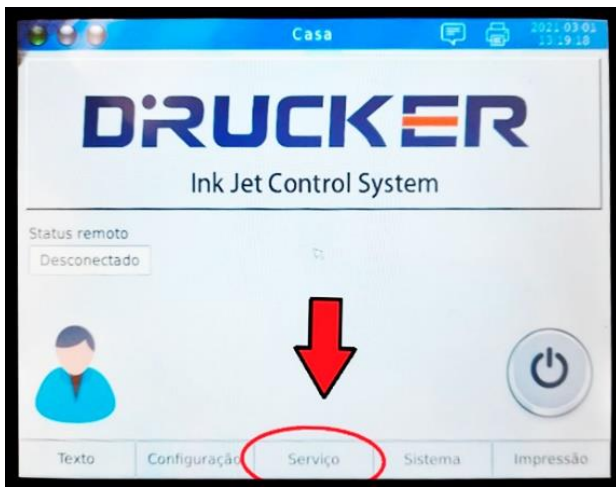 Casa
2021 03 01
13 19 18
DRUCKER
Ink Jet Control System
Status remoto
Desconectado
Texto Configuração Serviço Sistema Impressão